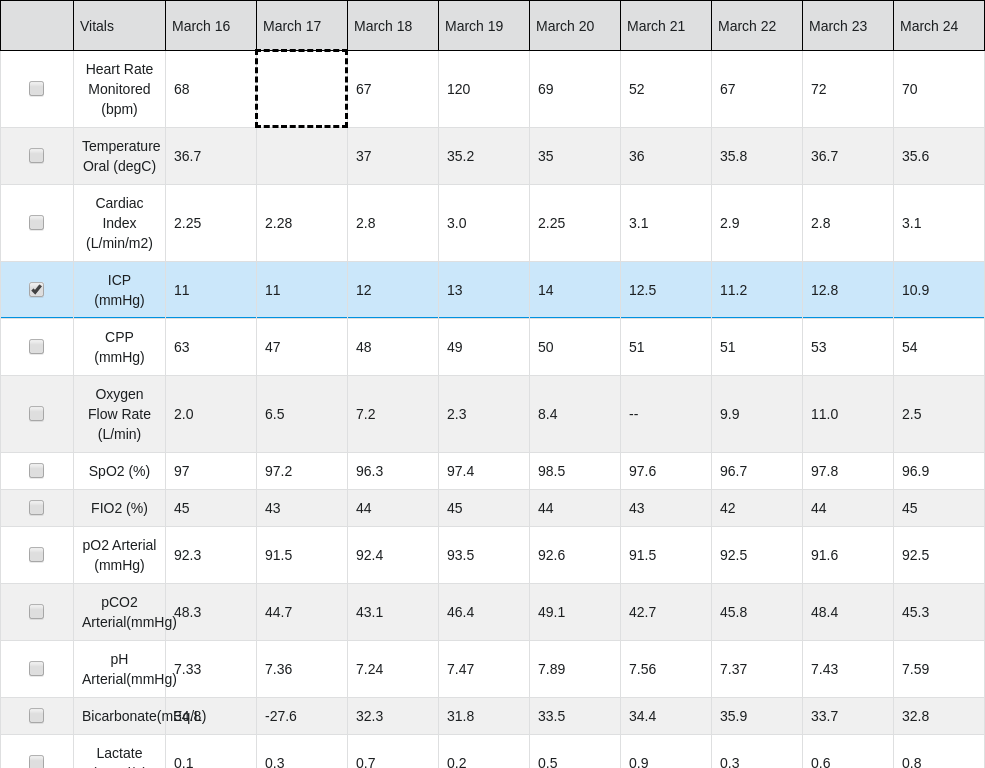 Vitals March 16 March 17 March 18 March 19 March 20 March 21 March 22 March 23 March 24
Heart Rate
Monitored
(bpm)
68 67 120 69 52 67 72 70
Temperature
Oral (degC)
36.7 37 35.2 35 36 35.8 36.7 35.6
Cardiac
Index
(L/min/m2)
2.25 2.28 2.8 3.0 2.25 3.1 2.9 2.8 3.1
ICP
(mmHg)
11 11 12 13 14 12.5 11.2 12.8 10.9
CPP
(mmHg)
63 47 48 49 50 51 51 53 54
Oxygen
Flow Rate
(L/min)
2.0 6.5 7.2 2.3 8.4 -- 9.9 11.0 2.5
SpO2 (%) 97 97.2 96.3 97.4 98.5 97.6 96.7 97.8 96.9
FIO2 (%) 45 43 44 45 44 43 42 44 45
pO2 Arterial
(mmHg)
92.3 91.5 92.4 93.5 92.6 91.5 92.5 91.6 92.5
pCO2
Arterial(mmHg)
48.3 44.7 43.1 46.4 49.1 42.7 45.8 48.4 45.3
pH
Arterial(mmHg)
7.33 7.36 7.24 7.47 7.89 7.56 7.37 7.43 7.59
Bicarbonate(mEq/L) -27.6 32.3 31.8 33.5 34.4 35.9 33.7 32.8
Lactate
0.1 0.3 0.7 0.2 0.5 0.9 0.3 0.6 0.8